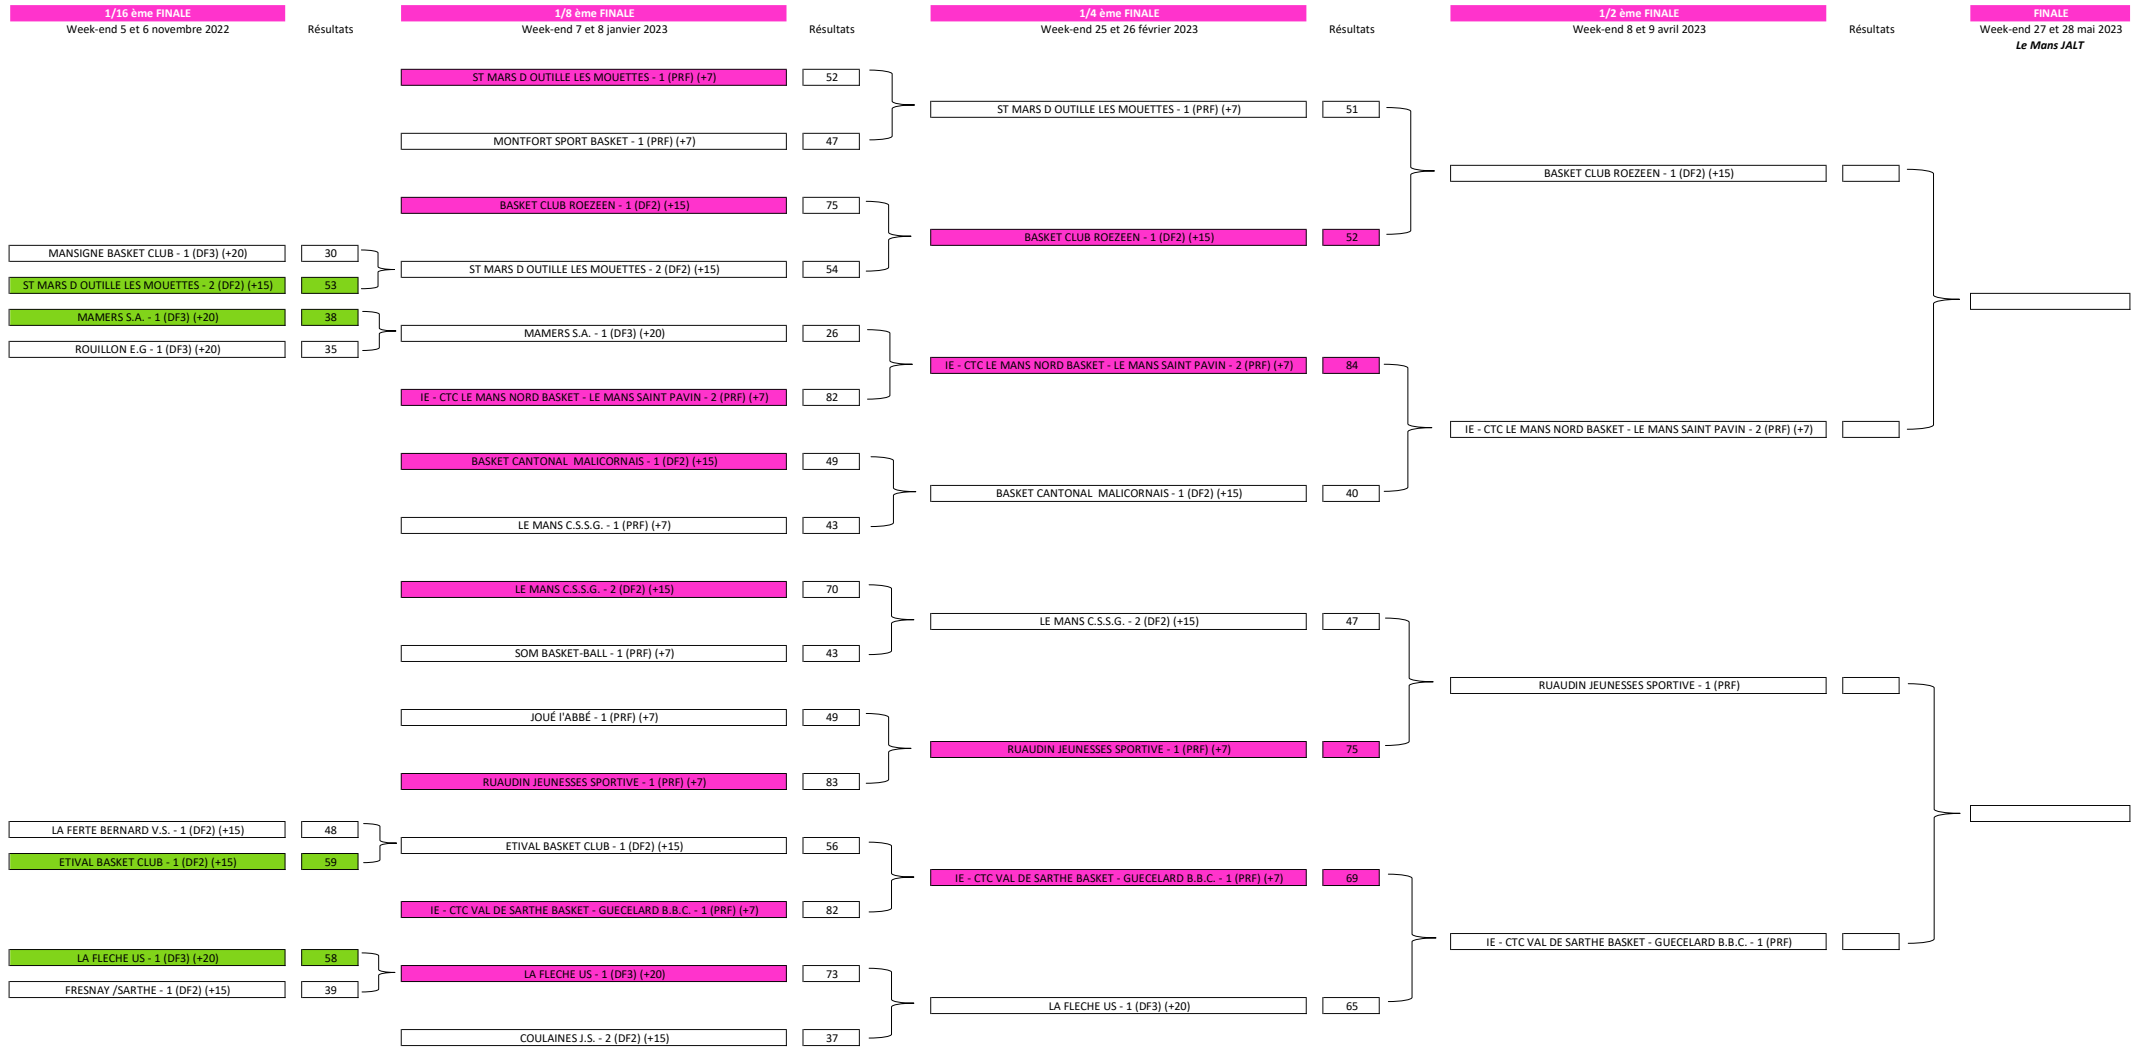 1/16 ème FINALE
Week-end 5 et 6 novembre 2022
Résultats
MANSIGNE BASKET CLUB - 1 (DF3) (+20)
30
ST MARS D OUTILLE LES MOUETTES - 2 (DF2) (+15)
53
MAMERS S.A. - 1 (DF3) (+20)
38
ROUILLON E.G - 1 (DF3) (+20)
35
LA FERTE BERNARD V.S. - 1 (DF2) (+15)
48
ETIVAL BASKET CLUB - 1 (DF2) (+15)
59
LA FLECHE US - 1 (DF3) (+20)
58
FRESNAY /SARTHE - 1 (DF2) (+15)
39
1/8 ème FINALE
Week-end 7 et 8 janvier 2023
Résultats
ST MARS D OUTILLE LES MOUETTES - 1 (PRF) (+7)
52
MONTFORT SPORT BASKET - 1 (PRF) (+7)
47
BASKET CLUB ROEZEEN - 1 (DF2) (+15)
75
ST MARS D OUTILLE LES MOUETTES - 2 (DF2) (+15)
54
MAMERS S.A. - 1 (DF3) (+20)
26
IE - CTC LE MANS NORD BASKET - LE MANS SAINT PAVIN - 2 (PRF) (+7)
82
BASKET CANTONAL  MALICORNAIS - 1 (DF2) (+15)
49
LE MANS C.S.S.G. - 1 (PRF) (+7)
43
LE MANS C.S.S.G. - 2 (DF2) (+15)
70
SOM BASKET-BALL - 1 (PRF) (+7)
43
JOUÉ l'ABBÉ - 1 (PRF) (+7)
49
RUAUDIN JEUNESSES SPORTIVE - 1 (PRF) (+7)
83
ETIVAL BASKET CLUB - 1 (DF2) (+15)
56
IE - CTC VAL DE SARTHE BASKET - GUECELARD B.B.C. - 1 (PRF) (+7)
82
LA FLECHE US - 1 (DF3) (+20)
73
COULAINES J.S. - 2 (DF2) (+15)
37
1/4 ème FINALE
Week-end 25 et 26 février 2023
Résultats
ST MARS D OUTILLE LES MOUETTES - 1 (PRF) (+7)
51
BASKET CLUB ROEZEEN - 1 (DF2) (+15)
52
IE - CTC LE MANS NORD BASKET - LE MANS SAINT PAVIN - 2 (PRF) (+7)
84
BASKET CANTONAL  MALICORNAIS - 1 (DF2) (+15)
40
LE MANS C.S.S.G. - 2 (DF2) (+15)
47
RUAUDIN JEUNESSES SPORTIVE - 1 (PRF) (+7)
75
IE - CTC VAL DE SARTHE BASKET - GUECELARD B.B.C. - 1 (PRF) (+7)
69
LA FLECHE US - 1 (DF3) (+20)
65
1/2 ème FINALE
Week-end 8 et 9 avril 2023
Résultats
BASKET CLUB ROEZEEN - 1 (DF2) (+15)
IE - CTC LE MANS NORD BASKET - LE MANS SAINT PAVIN - 2 (PRF) (+7)
RUAUDIN JEUNESSES SPORTIVE - 1 (PRF)
IE - CTC VAL DE SARTHE BASKET - GUECELARD B.B.C. - 1 (PRF)
FINALE
Week-end 27 et 28 mai 2023
Le Mans JALT